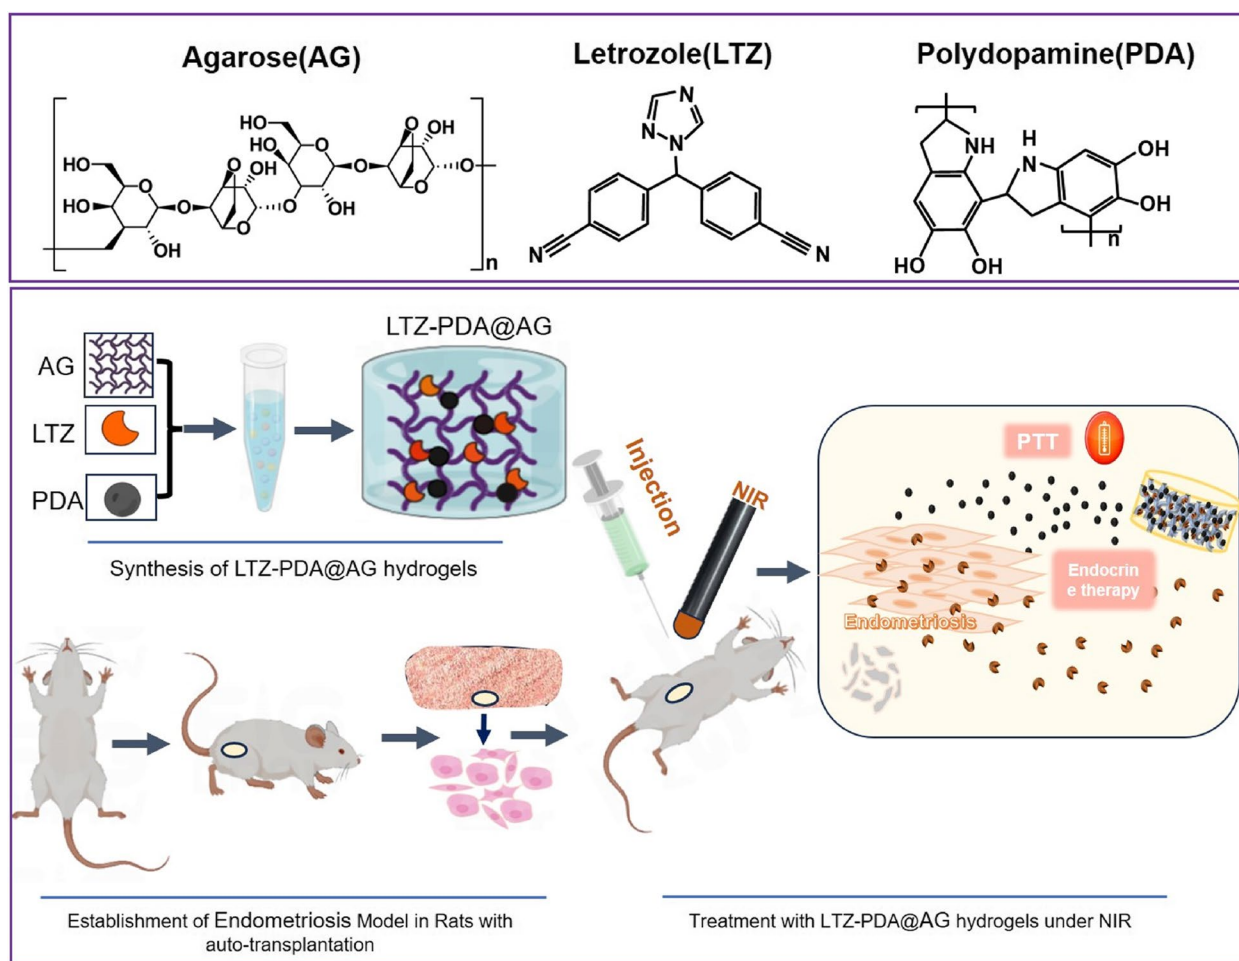 Agarose(AG)
Letrozole(LTZ)
Polydopamine(PDA)
HO
HO
OH
O
O
O
O
OH
O
O
HO
OH
HO
O
OH
O
O
OH
O
O
O
n
N
N
N
N
N
NH
H
N
OH
OH
HO
OH
n
AG
LTZ
PDA
LTZ-PDA@AG
Synthesis of LTZ-PDA@AG hydrogels
Injection
NIR
PTT
Endocrin
e therapy
Endometriosis
Establishment of Endometriosis Model in Rats with
auto-transplantation
Treatment with LTZ-PDA@AG hydrogels under NIR